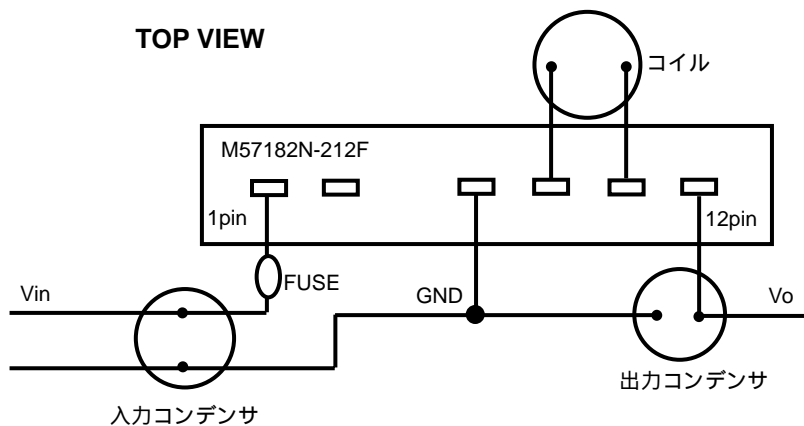 TOP VIEW
コイル
M57182N-212F
1pin
12pin
FUSE
Vin
GND
Vo
出力コンデンサ
入力コンデンサ